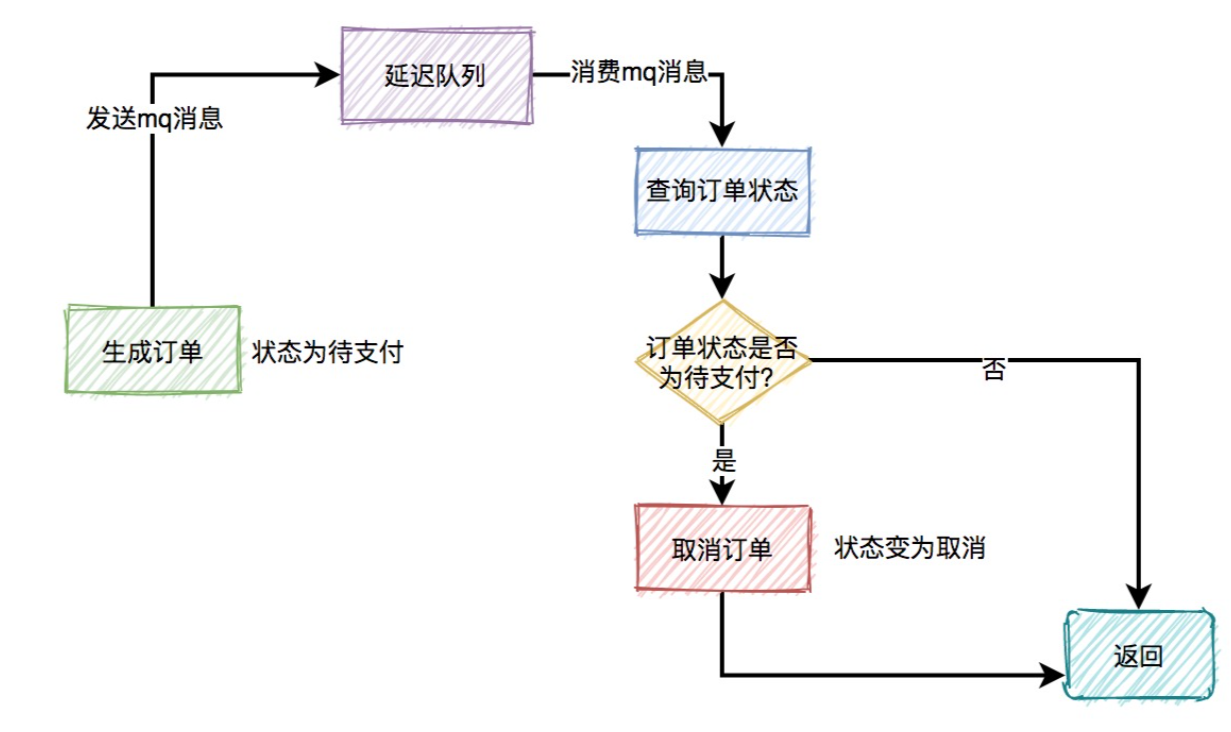 延迟队列
消费mq消息
发送mq消息
查询订单状态
生成订单
状态为待支付
订单状态是否
为待支付?
否
是
取消订单
状态变为取消
返回